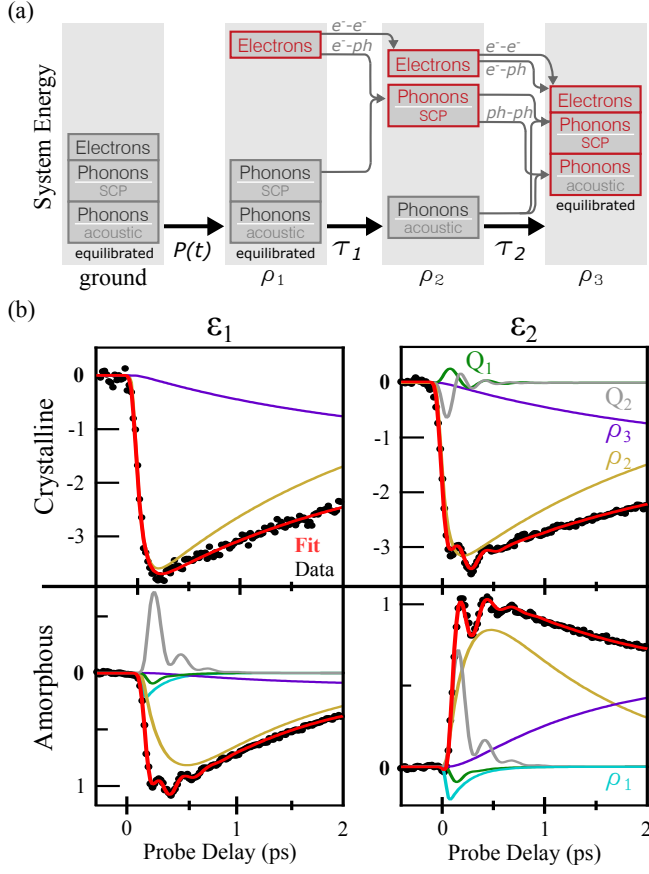 (a)
System Energy
Electrons
Phonons
SCP
Phonons
acoustic
equilibrated
ground
P(t)
Electrons
e⁻-e⁻
e⁻-ph
Phonons
SCP
Phonons
acoustic
equilibrated
ρ₁
τ₁
Electrons
e⁻-e⁻
e⁻-ph
Phonons
SCP
ph-ph
Phonons
acoustic
ρ₂
τ₂
Electrons
Phonons
SCP
Phonons
acoustic
equilibrated
ρ₃
(b)
ε₁
ε₂
Crystalline
0
-1
-2
-3
Fit
Data
0
-1
-2
-3
Q₁
Q₂
ρ₃
ρ₂
Amorphous
0
1
0 1 2
Probe Delay (ps)
1
0
ρ₁
0 1 2
Probe Delay (ps)